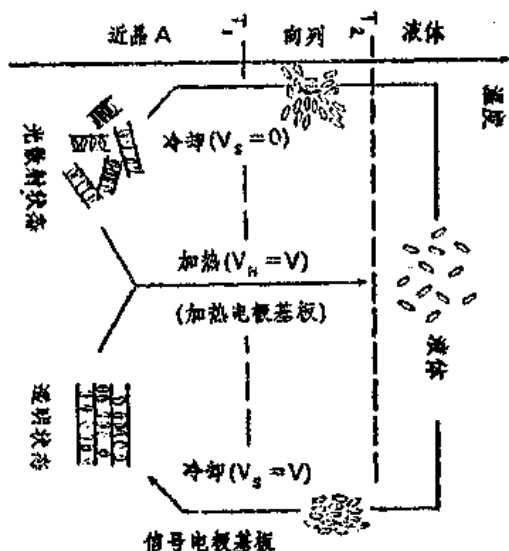 近晶A T₁ 向列 T₂ 液体
温度
光散射状态
冷却(Vs=0)
加热(VH=V)
(加热电极基板)
液体
透明状态
冷却(Vs=V)
信号电极基板